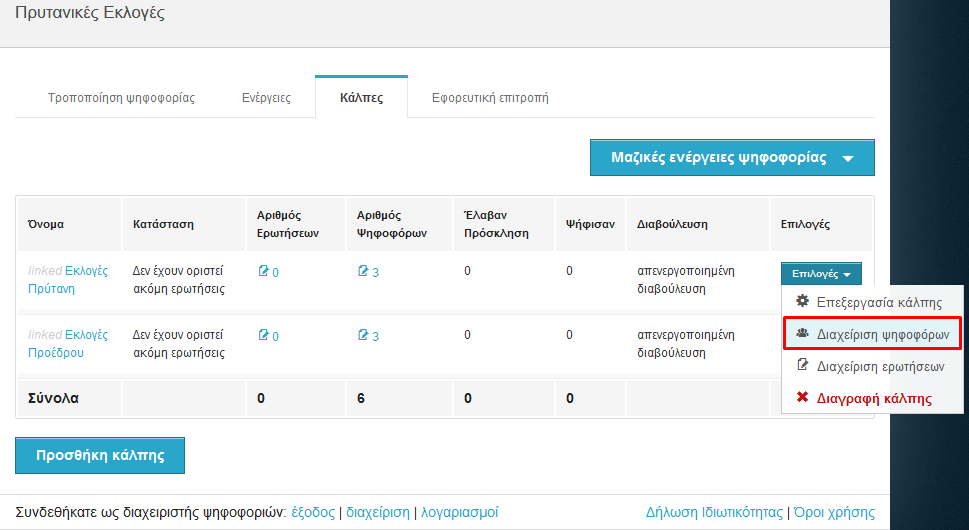 Πρυτανικές Εκλογές
Τροποποίηση ψηφοφορίας Ενέργειες Κάλπες Εφορευτική επιτροπή
Μαζικές ενέργειες ψηφοφορίας
Όνομα Κατάσταση Αριθμός Ερωτήσεων Αριθμός Ψηφοφόρων Έλαβαν Πρόσκληση Ψήφισαν Διαβούλευση Επιλογές
linked Εκλογές Πρύτανη Δεν έχουν οριστεί ακόμη ερωτήσεις 0 3 0 0 απενεργοποιημένη διαβούλευση Επιλογές
Επεξεργασία κάλπης
Διαχείριση ψηφοφόρων
Διαχείριση ερωτήσεων
Διαγραφή κάλπης
linked Εκλογές Προέδρου Δεν έχουν οριστεί ακόμη ερωτήσεις 0 3 0 0 απενεργοποιημένη διαβούλευση
Σύνολα 0 6 0 0
Προσθήκη κάλπης
Συνδεθήκατε ως διαχειριστής ψηφοφοριών: έξοδος | διαχείριση | λογαριασμοί Δήλωση Ιδιωτικότητας | Όροι χρήσης